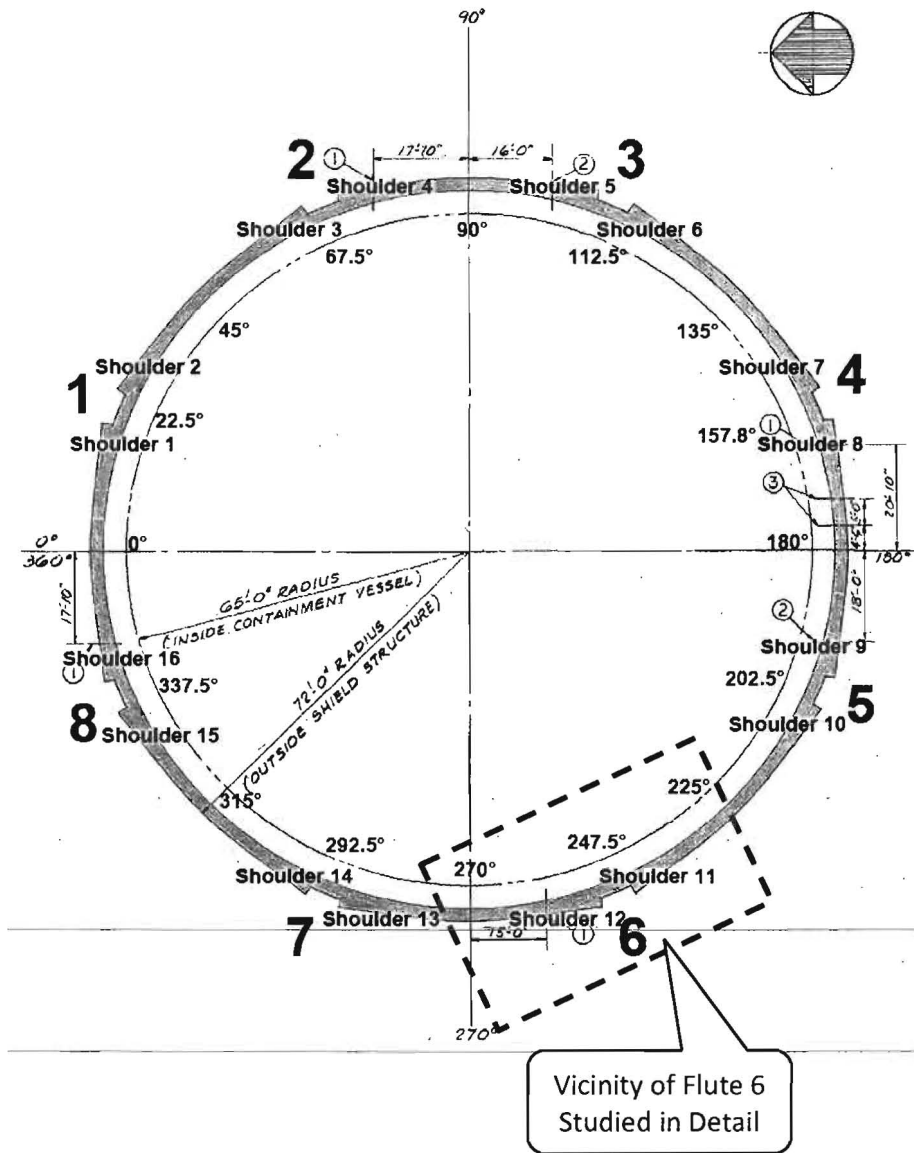 90°
17'-10" 16'-0"
2 ① ② 3
Shoulder 4 Shoulder 5
Shoulder 3 90° Shoulder 6
67.5° 112.5°
45° 135°
Shoulder 2 Shoulder 7
1 4
22.5° ①
Shoulder 1 157.8° Shoulder 8
③
20'-10"
0° 0° 180° 180°
360°
17'-10" 18'-0"
65'-0" RADIUS
(INSIDE CONTAINMENT VESSEL)
72'-0" RADIUS
(OUTSIDE SHIELD STRUCTURE)
②
Shoulder 16 Shoulder 9
①
337.5° 202.5°
8 5
Shoulder 15 Shoulder 10
315° 225°
292.5° 247.5°
270°
Shoulder 14 Shoulder 11
Shoulder 13 Shoulder 12
7 ① 6
15'-0"
270°
Vicinity of Flute 6
Studied in Detail